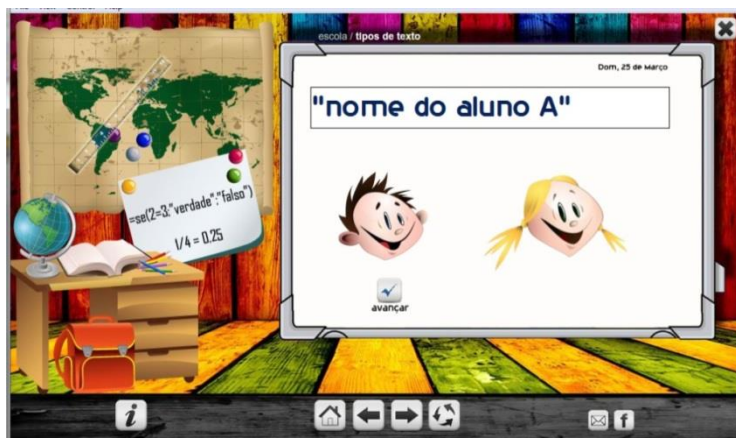 escola / tipos de texto
Dom, 25 de Março
"nome do aluno A"
=se(2=3;"verdade":"falso")
1/4 = 0,25
avançar
i
f